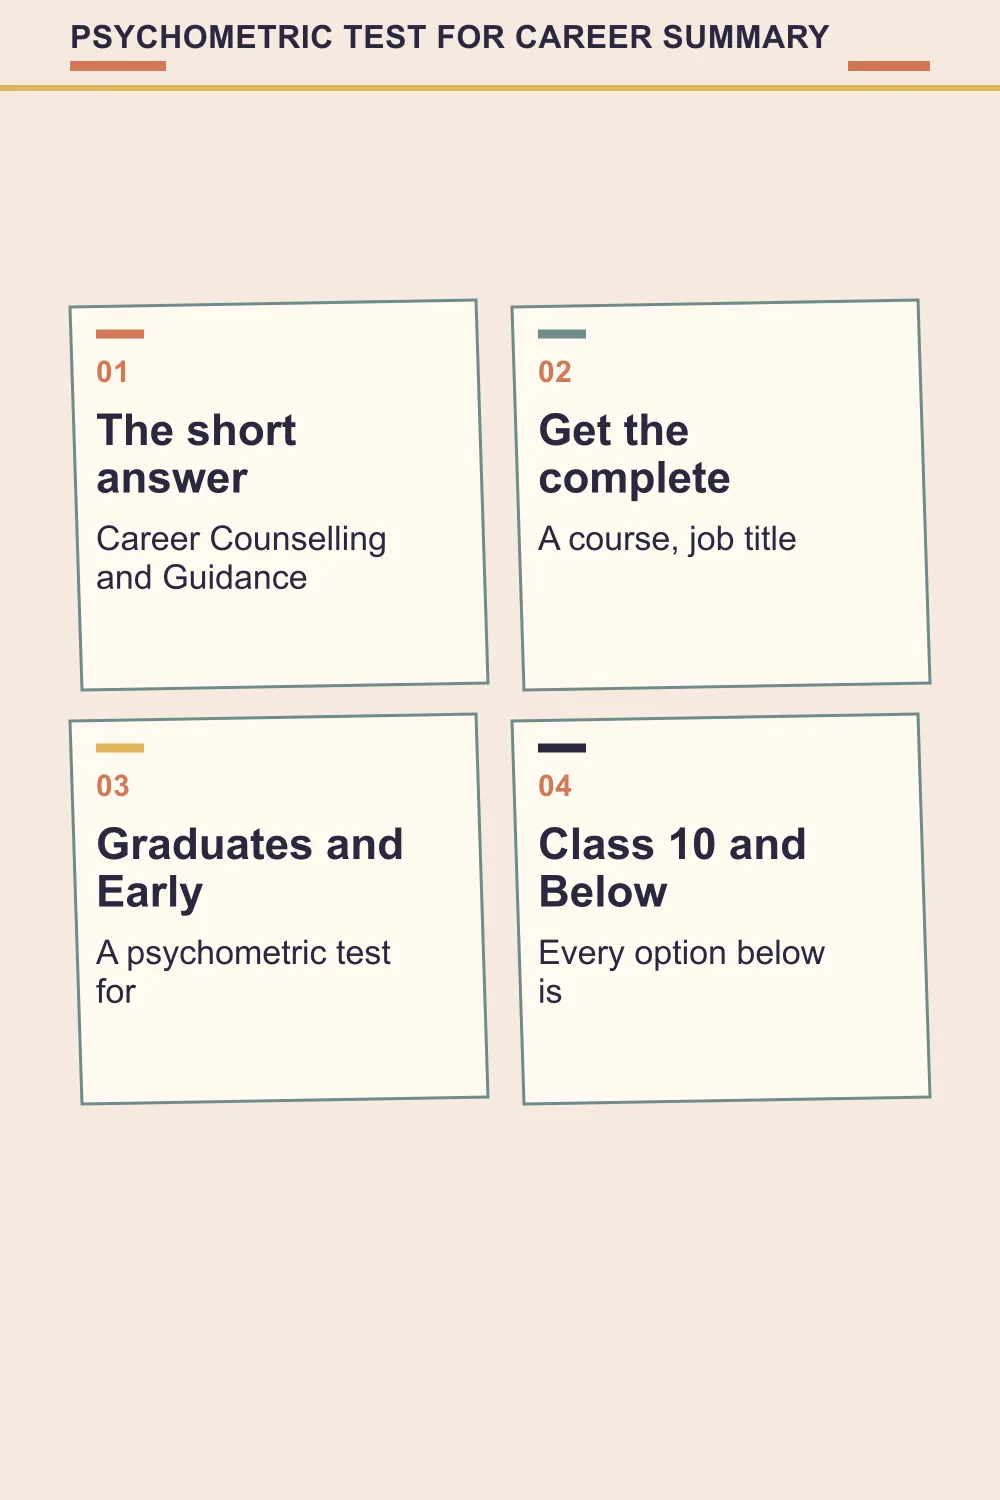 PSYCHOMETRIC TEST FOR CAREER SUMMARY
01
The short
answer
Career Counselling
and Guidance
02
Get the
complete
A course, job title
03
Graduates and
Early
A psychometric test
for
04
Class 10 and
Below
Every option below
is